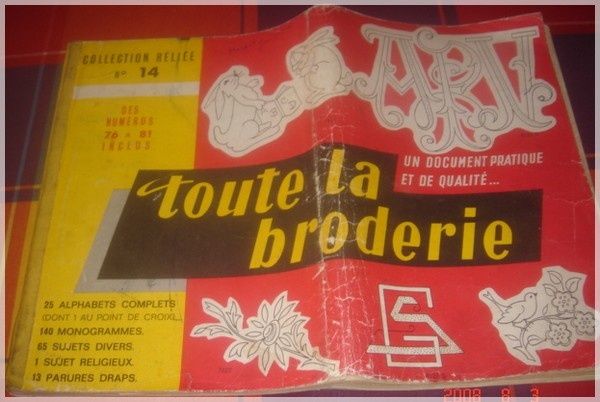 COLLECTION RELIÉE
N° 14
DES
NUMÉROS
76 à 81
INCLUS
ARN
UN DOCUMENT PRATIQUE
ET DE QUALITÉ...
toute la
broderie
25 ALPHABETS COMPLETS
(DONT 1 AU POINT DE CROIX)
140 MONOGRAMMES.
65 SUJETS DIVERS.
1 SUJET RELIGIEUX.
13 PARURES DRAPS.
2008 8 3